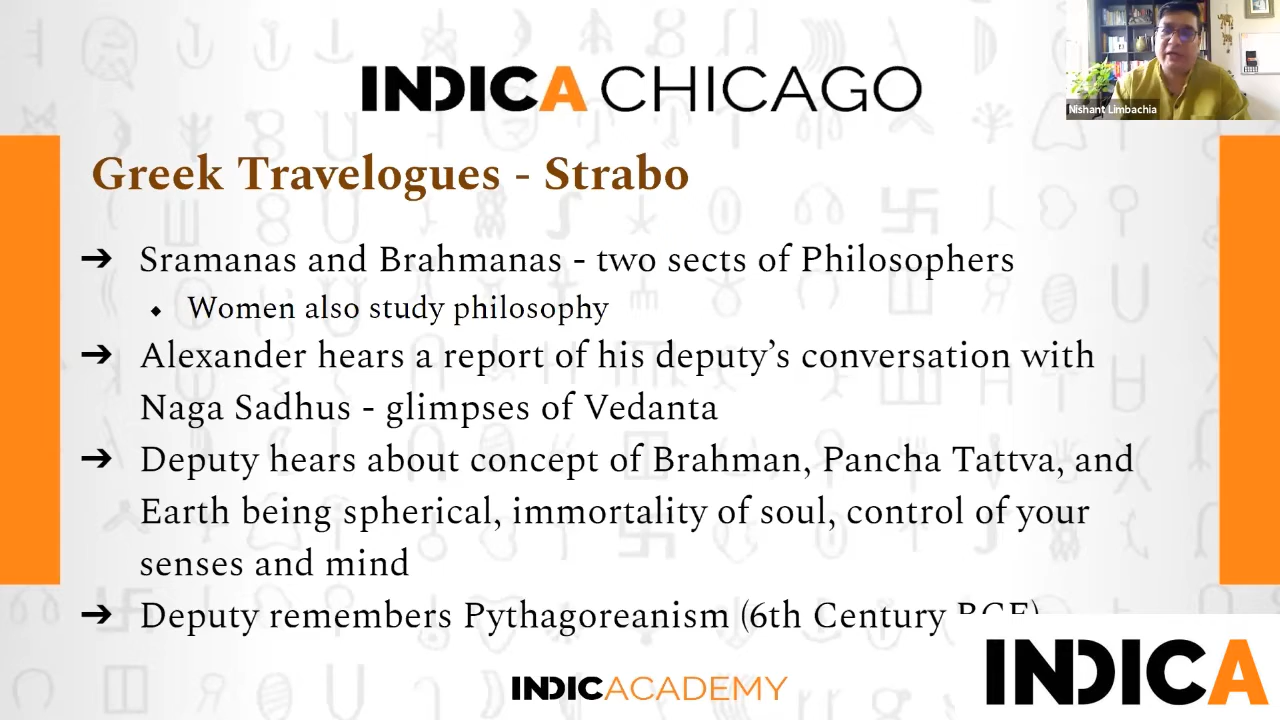 INDICA CHICAGO
Nishant Limbachia
Greek Travelogues - Strabo
➔ Sramanas and Brahmanas - two sects of Philosophers
⬥ Women also study philosophy
➔ Alexander hears a report of his deputy’s conversation with
Naga Sadhus - glimpses of Vedanta
➔ Deputy hears about concept of Brahman, Pancha Tattva, and
Earth being spherical, immortality of soul, control of your
senses and mind
➔ Deputy remembers Pythagoreanism (6th Century BCE)
INDICACADEMY
INDICA